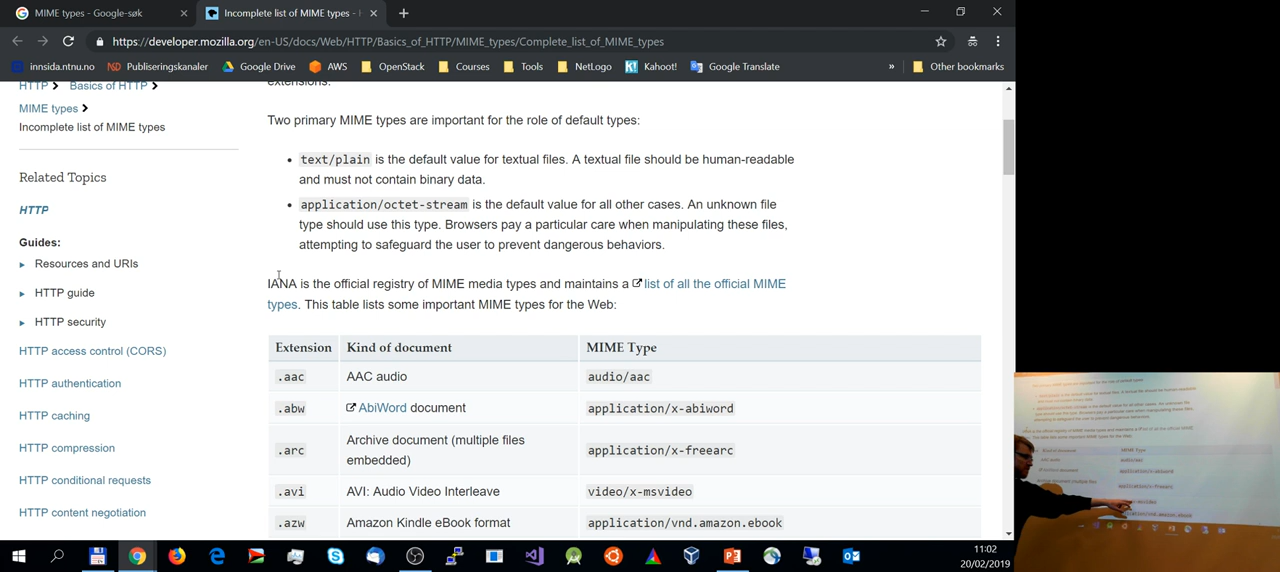 MIME types - Google-søk
Incomplete list of MIME types - 
https://developer.mozilla.org/en-US/docs/Web/HTTP/Basics_of_HTTP/MIME_types/Complete_list_of_MIME_types
innsida.ntnu.no
Publiseringskanaler
Google Drive
AWS
OpenStack
Courses
Tools
NetLogo
Kahoot!
Google Translate
»
Other bookmarks
HTTP
Basics of HTTP
MIME types
Incomplete list of MIME types
Related Topics
HTTP
Guides:
Resources and URIs
HTTP guide
HTTP security
HTTP access control (CORS)
HTTP authentication
HTTP caching
HTTP compression
HTTP conditional requests
HTTP content negotiation
extensions.
Two primary MIME types are important for the role of default types:
text/plain is the default value for textual files. A textual file should be human-readable
and must not contain binary data.
application/octet-stream is the default value for all other cases. An unknown file
type should use this type. Browsers pay a particular care when manipulating these files,
attempting to safeguard the user to prevent dangerous behaviors.
IANA is the official registry of MIME media types and maintains a list of all the official MIME
types. This table lists some important MIME types for the Web:
Extension Kind of document MIME Type
.aac AAC audio audio/aac
.abw AbiWord document application/x-abiword
.arc Archive document (multiple files
embedded) application/x-freearc
.avi AVI: Audio Video Interleave video/x-msvideo
.azw Amazon Kindle eBook format application/vnd.amazon.ebook
11:02
20/02/2019